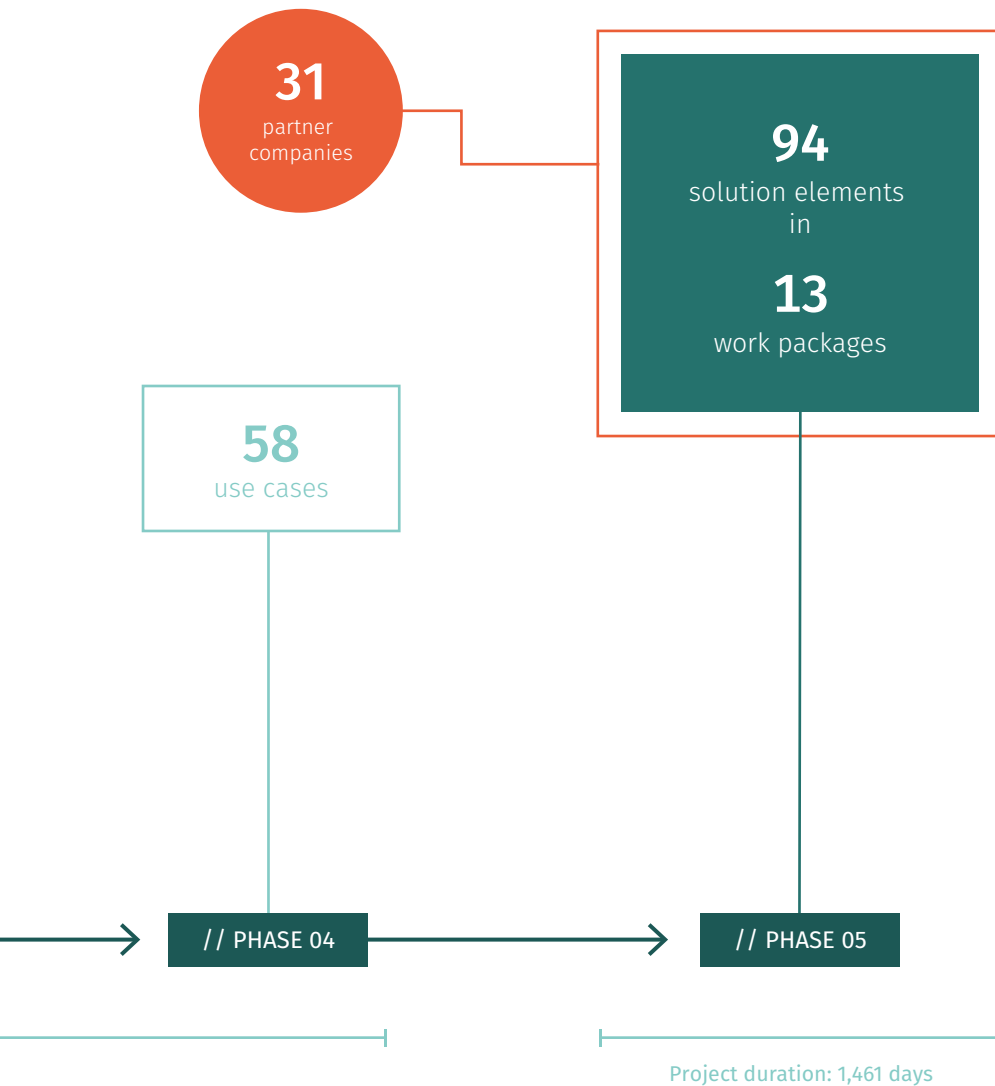 31
partner
companies
94
solution elements
in
13
work packages
58
use cases
// PHASE 04
// PHASE 05
Project duration: 1,461 days